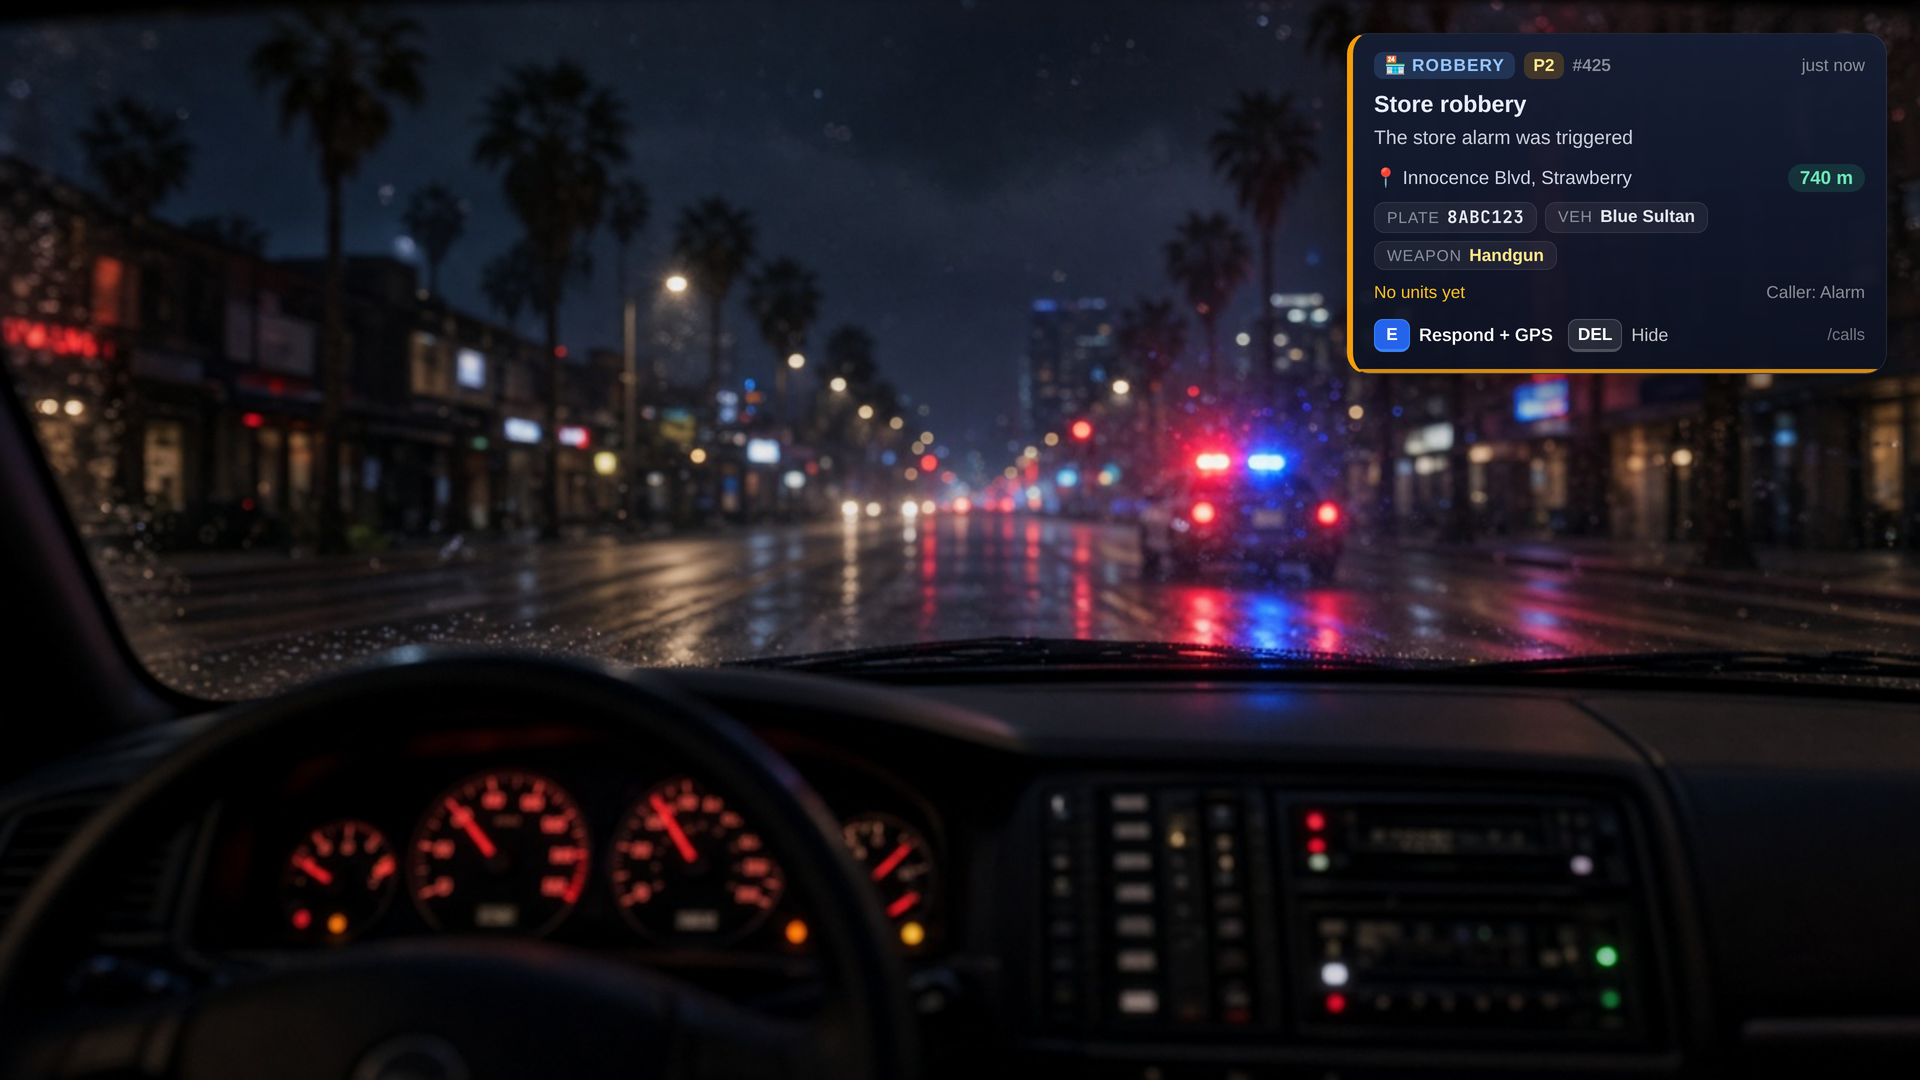 ROBBERY P2 #425 just now
Store robbery
The store alarm was triggered
Innocence Blvd, Strawberry 740 m
PLATE 8ABC123 VEH Blue Sultan
WEAPON Handgun
No units yet Caller: Alarm
E Respond + GPS DEL Hide /calls